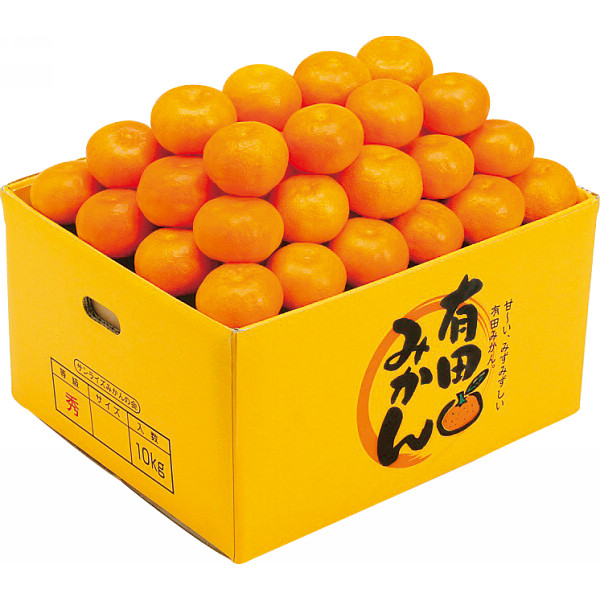 有田
みかん
甘〜い、みずみずしい
有田みかん。
サンライズみかんの会
等級
サイズ
入数
秀
10kg